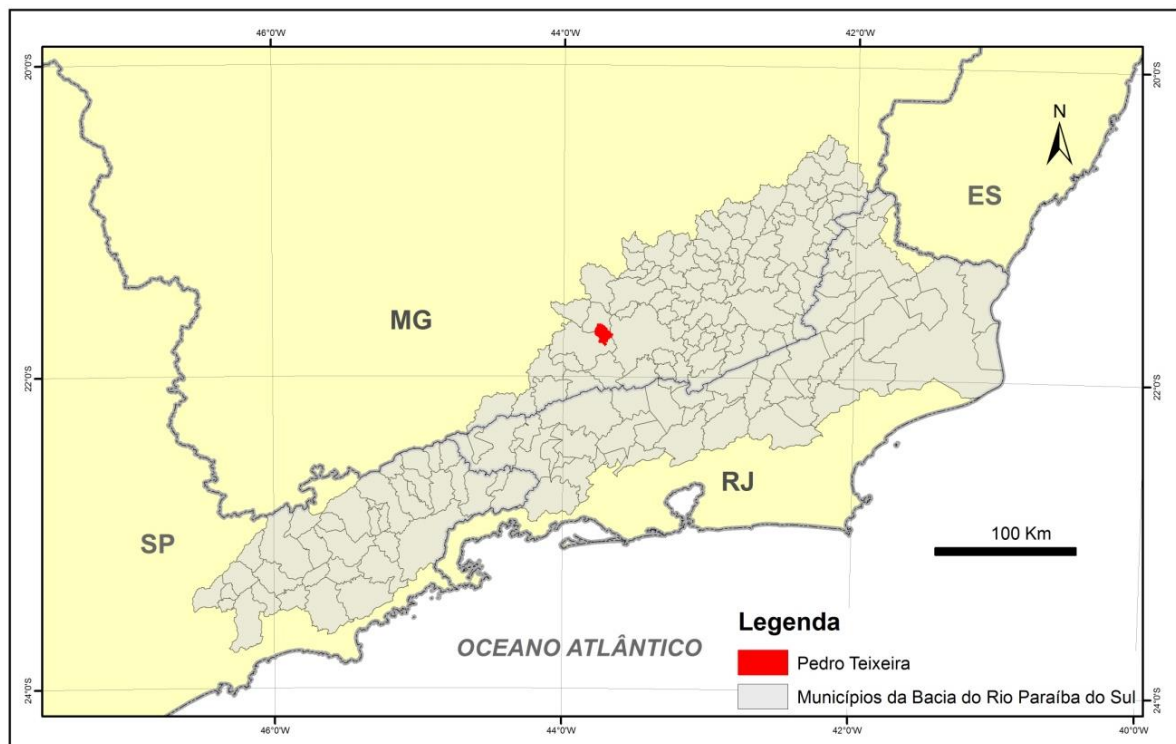 46°0'W
44°0'W
42°0'W
20°0'S
20°0'S
N
ES
MG
22°0'S
22°0'S
RJ
SP
100 Km
OCEANO ATLÂNTICO
Legenda
Pedro Teixeira
Municípios da Bacia do Rio Paraíba do Sul
24°0'S
24°0'S
46°0'W
44°0'W
42°0'W
40°0'W